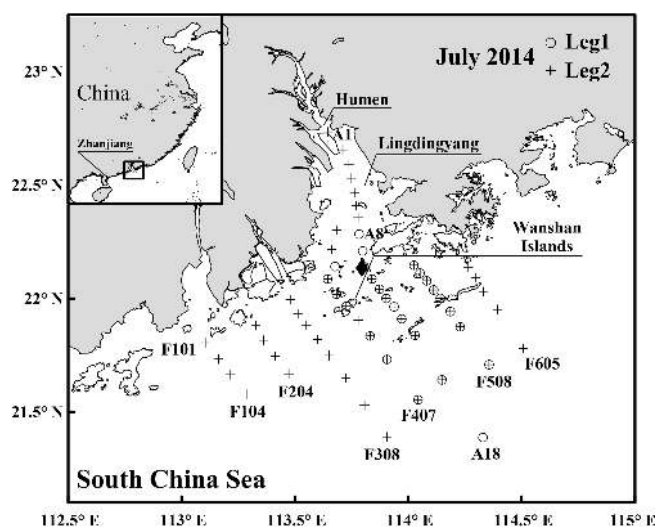 July 2014
Leg1
Leg2
China
Zhanjiang
Humen
A1
Lingdingyang
A8
Wanshan
Islands
F101
F104
F204
F308
F407
F508
F605
A18
South China Sea
23° N
22.5° N
22° N
21.5° N
112.5° E
113° E
113.5° E
114° E
114.5° E
115° E